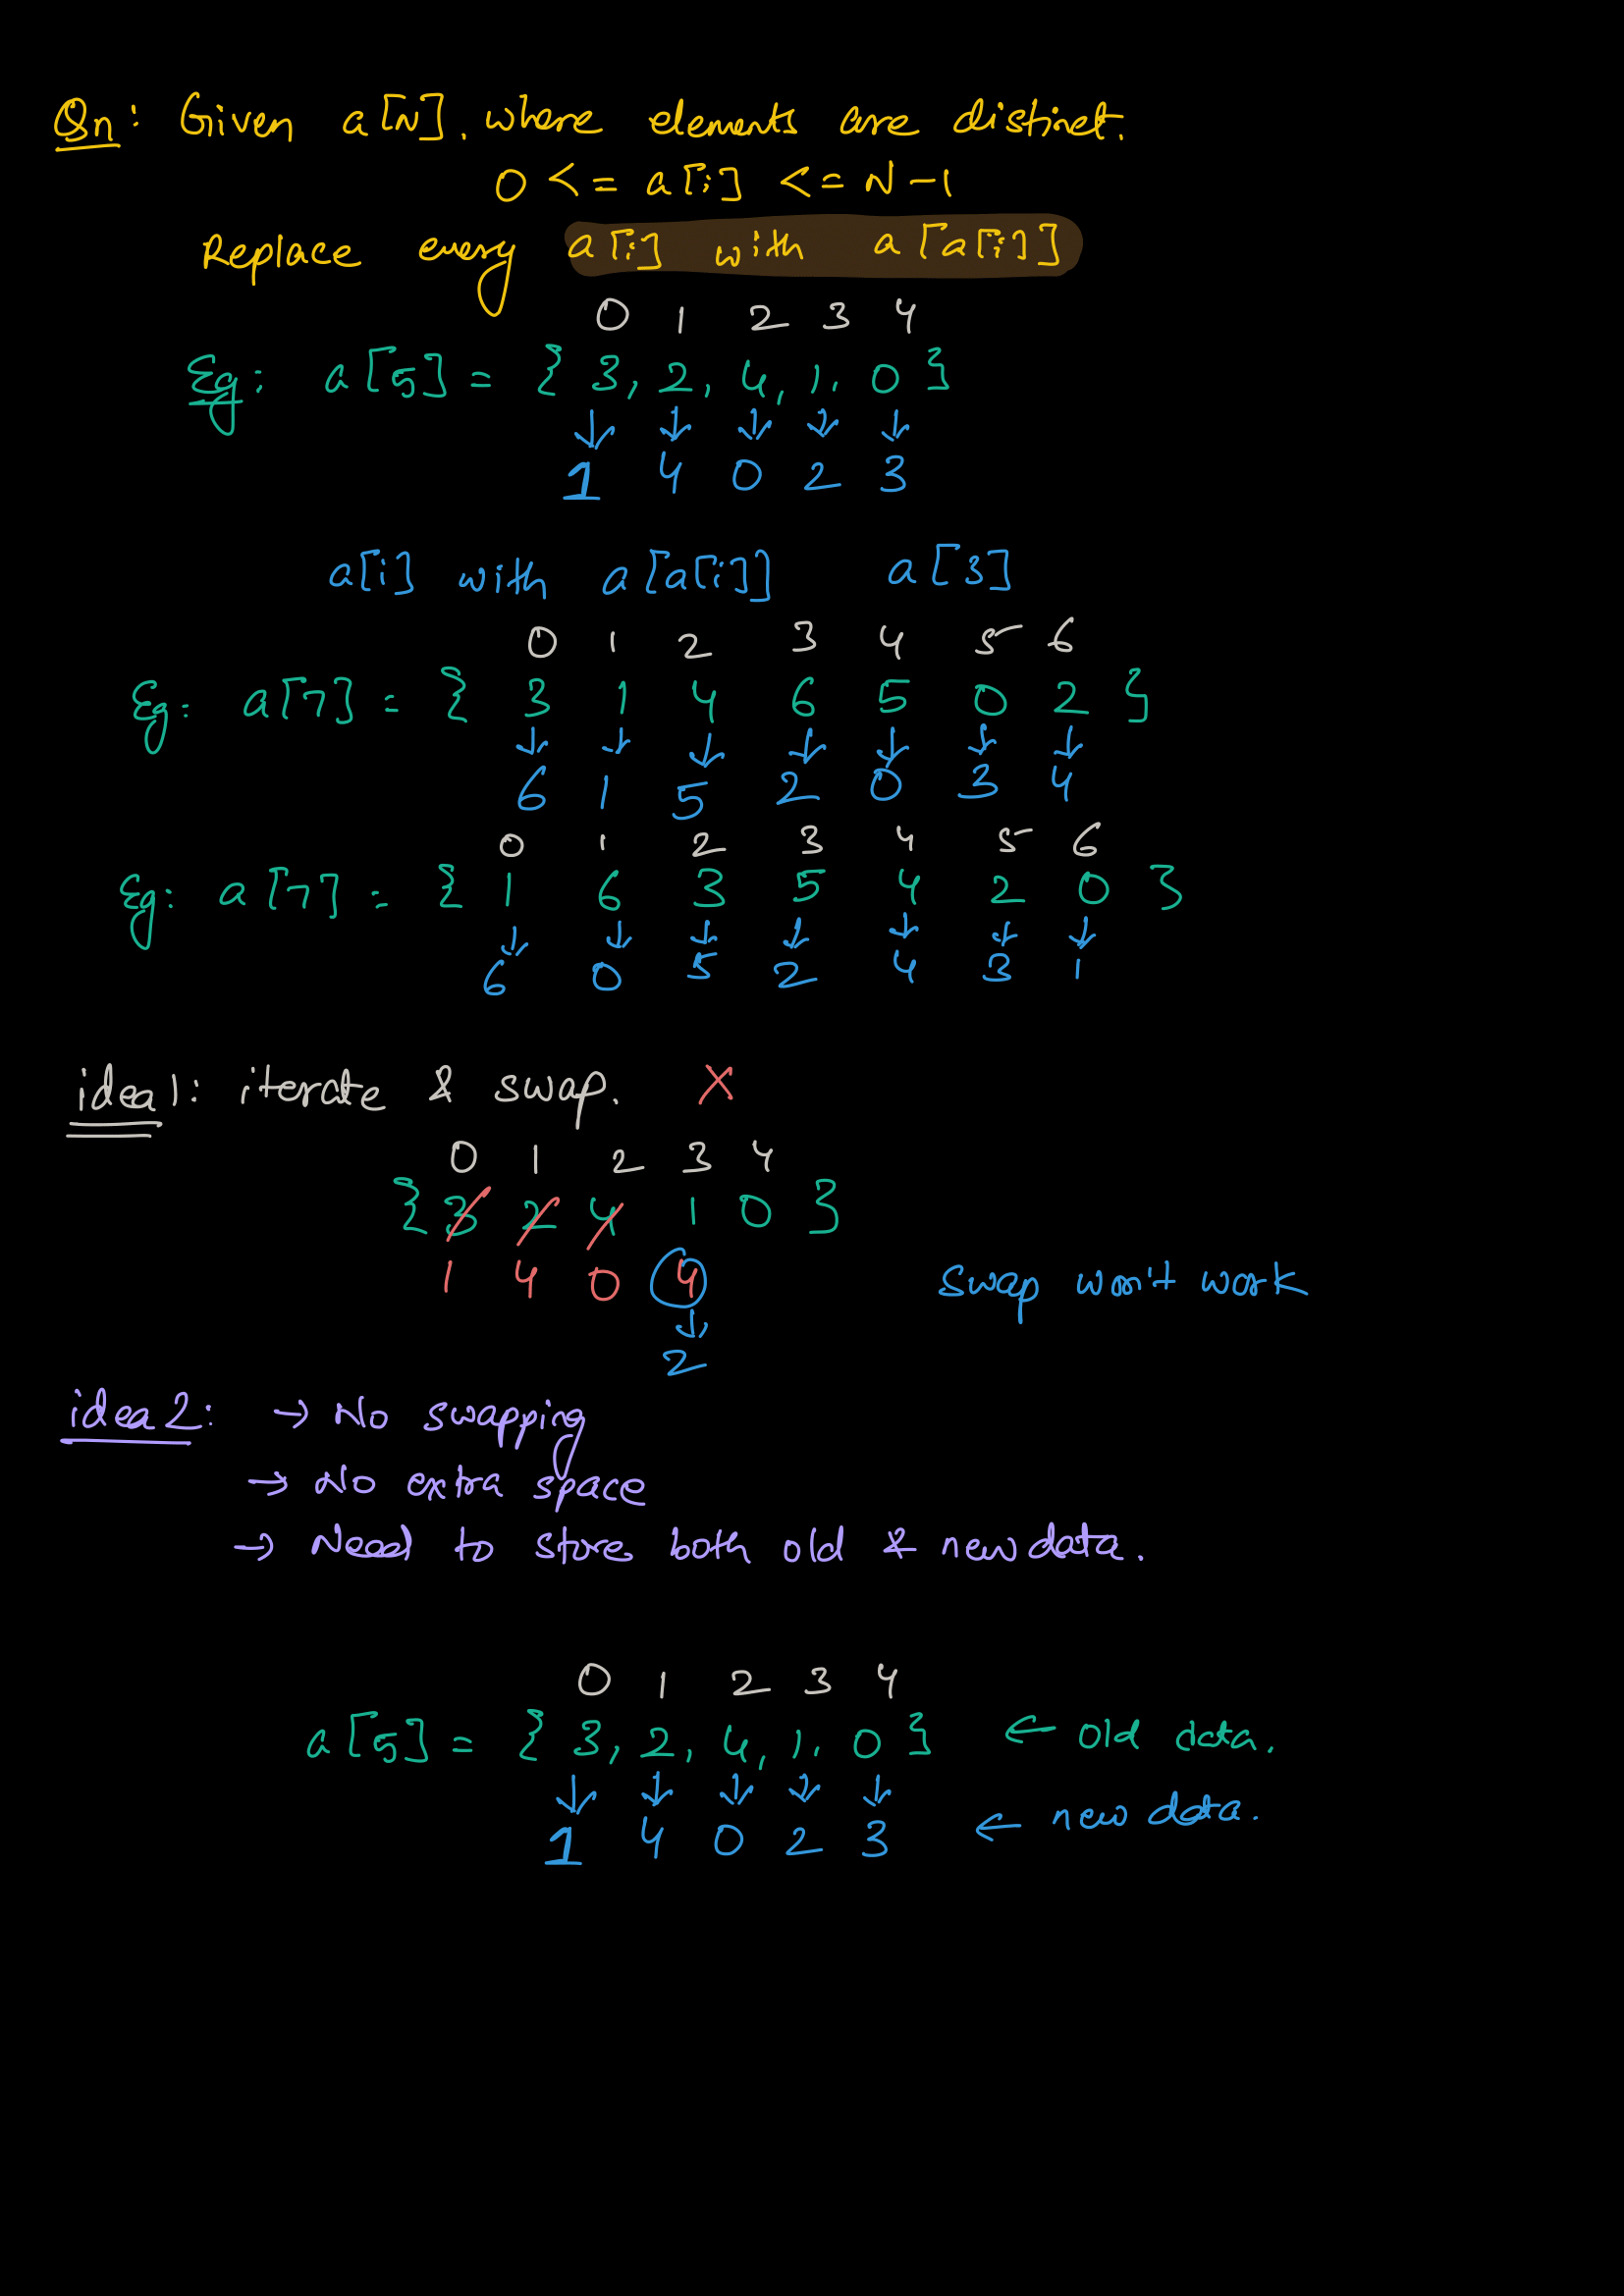 Qn: Given a[N], where elements are distinct.
0 <= a[i] <= N-1
Replace every a[i] with a[a[i]]
0 1 2 3 4
Eg: a[5] = { 3, 2, 4, 1, 0 }
↓ ↓ ↓ ↓ ↓
1 4 0 2 3
a[i] with a[a[i]] a[3]
0 1 2 3 4 5 6
Eg: a[7] = { 3 1 4 6 5 0 2 }
↓ ↓ ↓ ↓ ↓ ↓ ↓
6 1 5 2 0 3 4
0 1 2 3 4 5 6
Eg: a[7] = { 1 6 3 5 4 2 0 }
↓ ↓ ↓ ↓ ↓ ↓ ↓
6 0 5 2 4 3 1
idea1: iterate & swap. X
0 1 2 3 4
{ 3 2 4 1 0 }
1 4 0 4 swap won't work
↓
2
idea2: → No swapping
→ No extra space
→ Need to store both old & new data.
0 1 2 3 4
a[5] = { 3, 2, 4, 1, 0 } ← old data.
↓ ↓ ↓ ↓ ↓
1 4 0 2 3 ← new data.